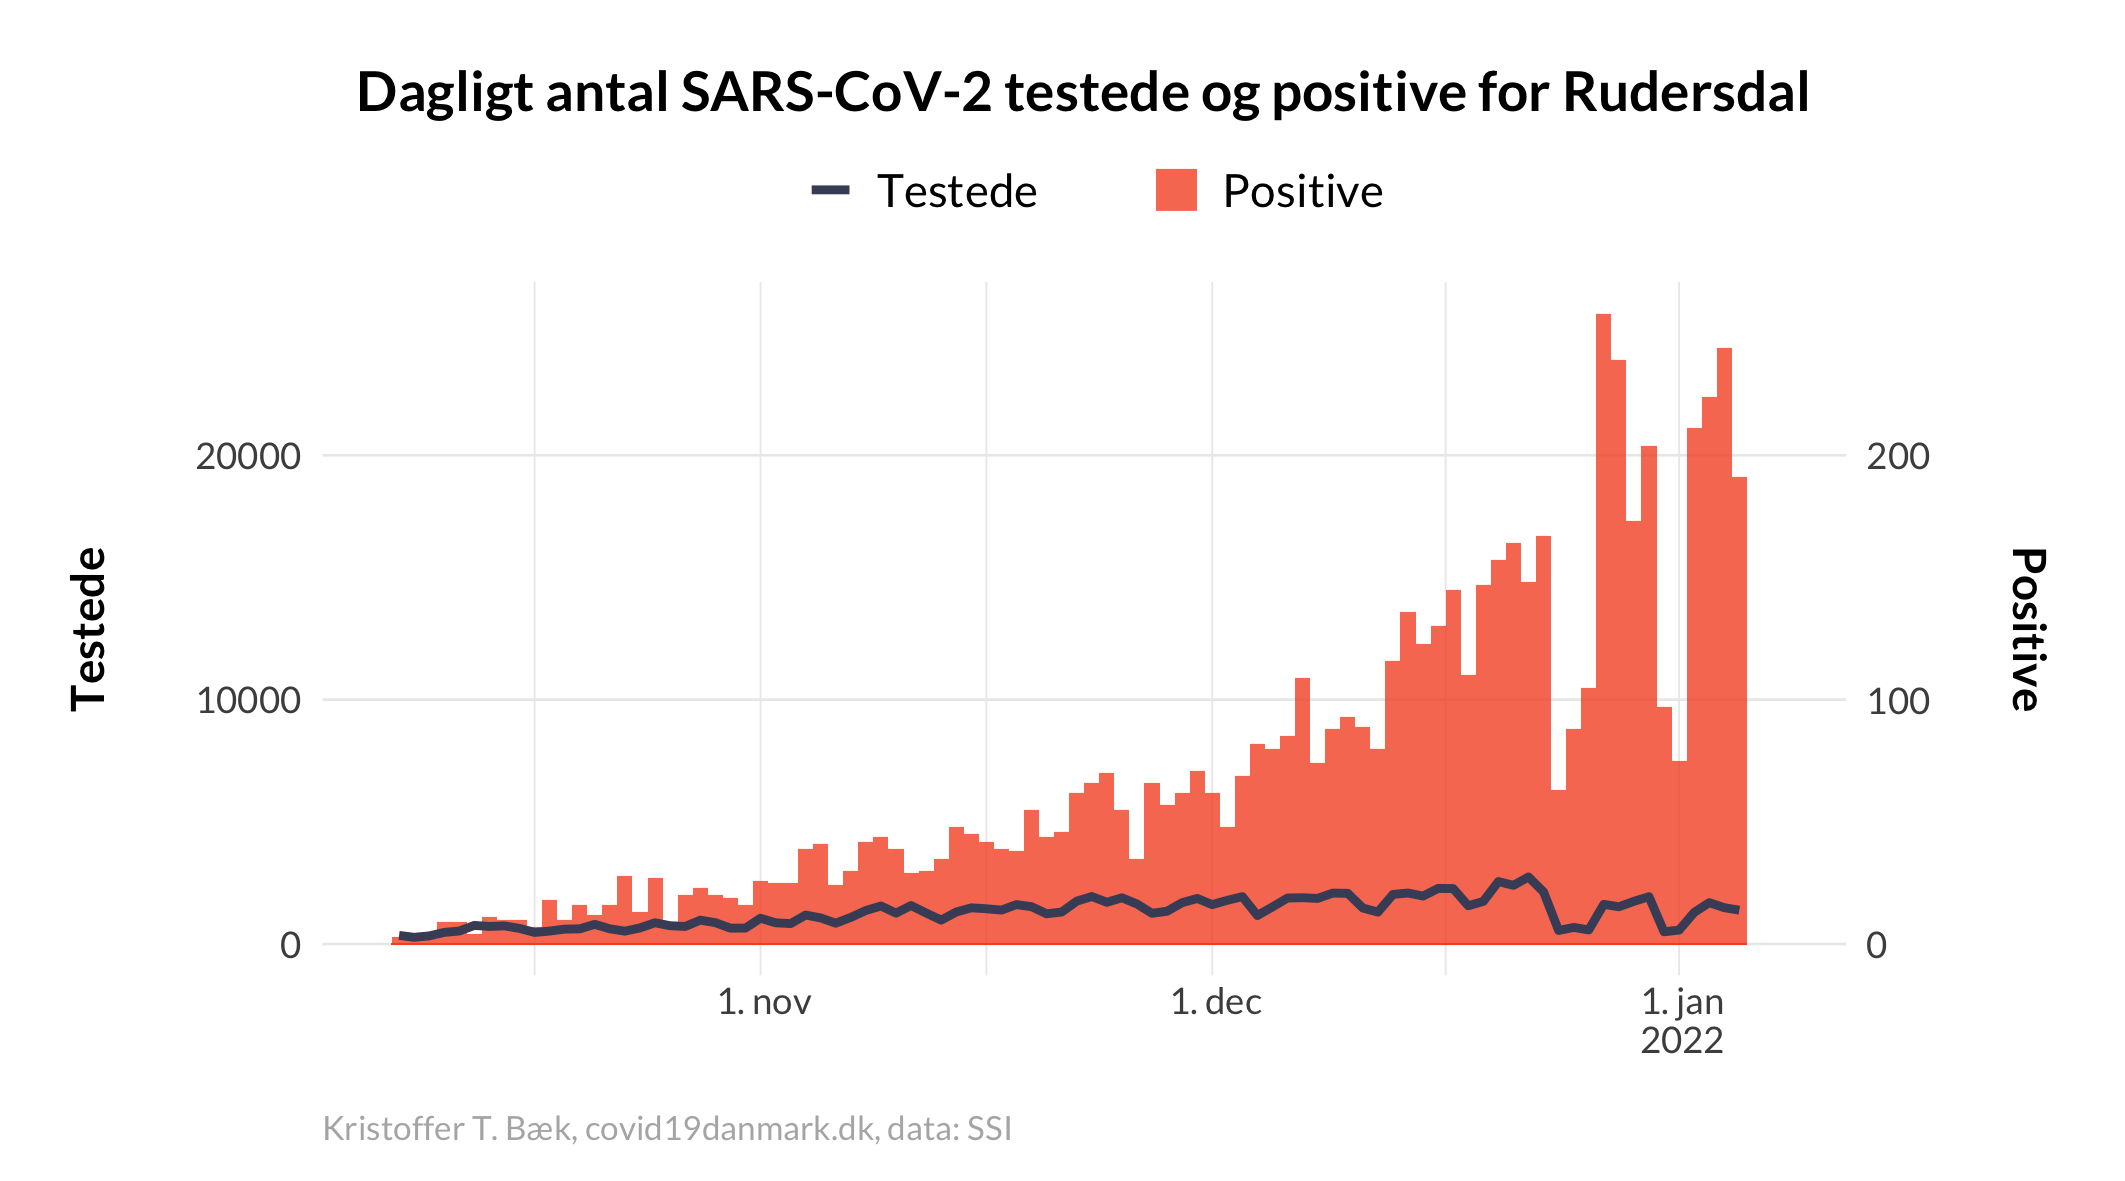 Dagligt antal SARS-CoV-2 testede og positive for Rudersdal
Testede
Positive
20000
10000
0
Testede
200
100
0
Positive
1. nov
1. dec
1. jan
2022
Kristoffer T. Bæk, covid19danmark.dk, data: SSI